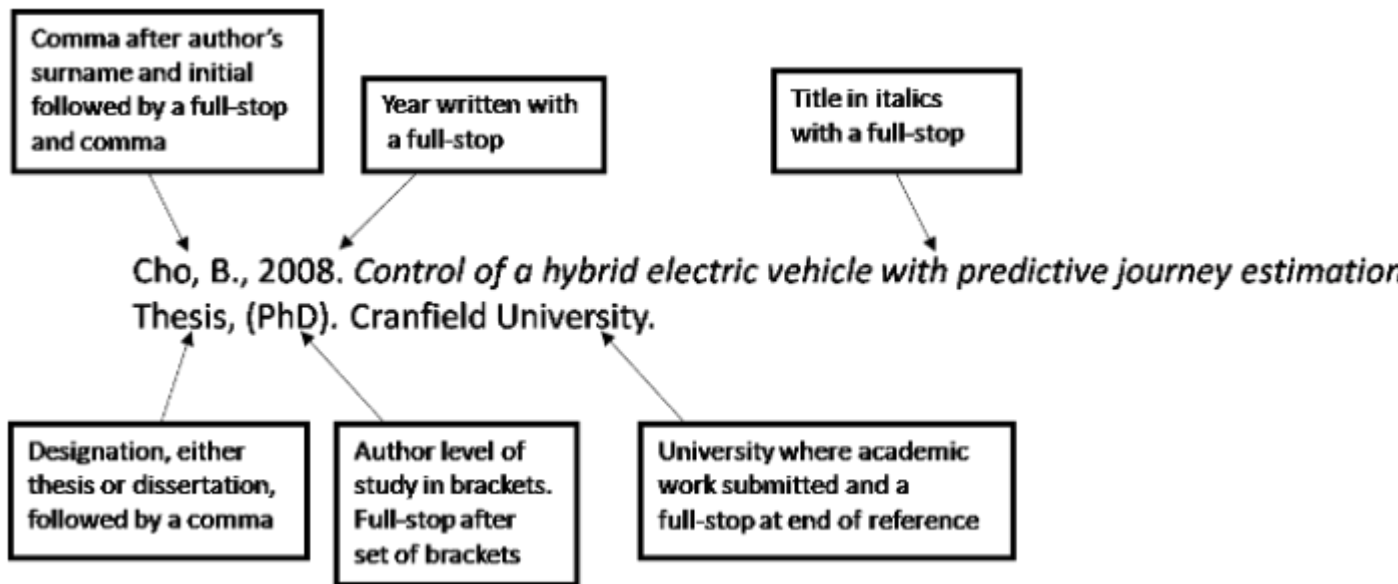 Comma after author's
surname and initial
followed by a full-stop
and comma
Year written with
a full-stop
Title in italics
with a full-stop
Cho, B., 2008. Control of a hybrid electric vehicle with predictive journey estimation
Thesis, (PhD). Cranfield University.
Designation, either
thesis or dissertation,
followed by a comma
Author level of
study in brackets.
Full-stop after
set of brackets
University where academic
work submitted and a
full-stop at end of reference